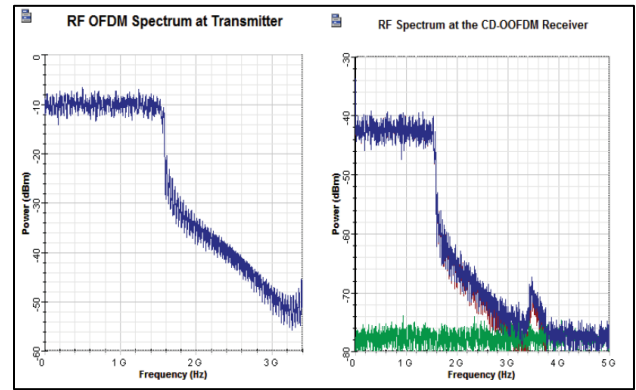 RF OFDM Spectrum at Transmitter
Power (dBm)
0
-10
-20
-30
-40
-50
-60
0
1 G
2 G
3 G
Frequency (Hz)
RF Spectrum at the CD-OOFDM Receiver
Power (dBm)
-30
-40
-50
-60
-70
-80
0
1 G
2 G
3 G
4 G
5 G
Frequency (Hz)